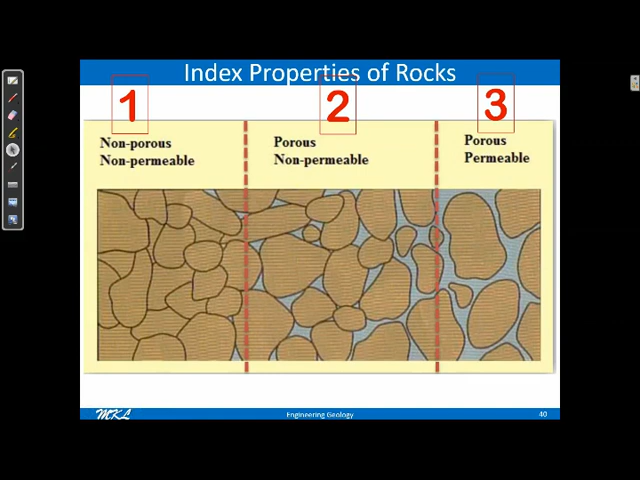 Index Properties of Rocks
1
2
3
Non-porous
Non-permeable
Porous
Non-permeable
Porous
Permeable
MKL
Engineering Geology
40